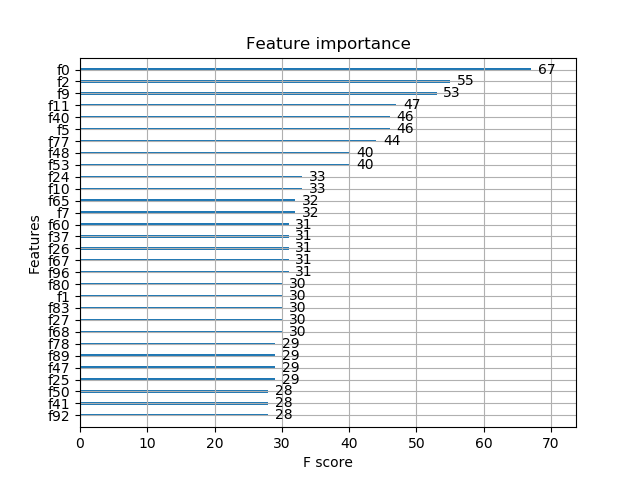 Feature importance
f0 67
f2 55
f9 53
f11 47
f40 46
f5 46
f77 44
f48 40
f53 40
f24 33
f10 33
f65 32
f7 32
f60 31
f37 31
f26 31
f67 31
f96 31
f80 30
f1 30
f83 30
f27 30
f68 30
f78 29
f89 29
f47 29
f25 29
f50 28
f41 28
f92 28
Features
0 10 20 30 40 50 60 70
F score